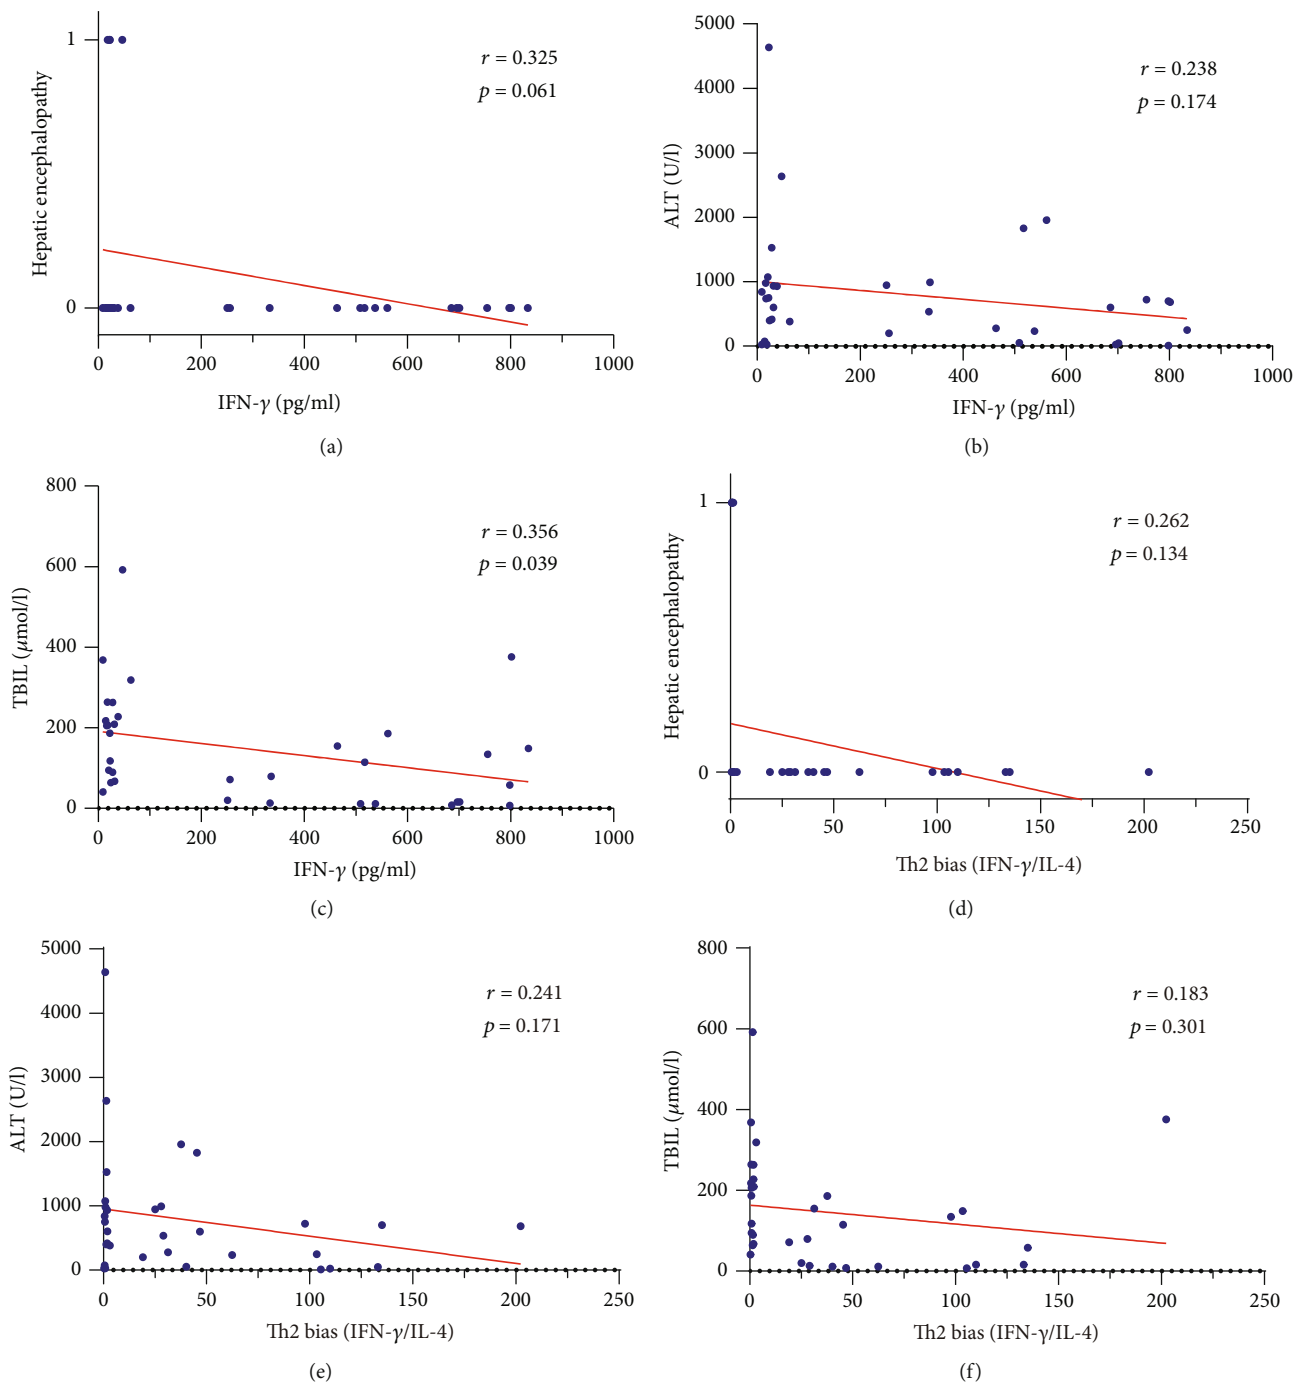 1
0
Hepatic encephalopathy
r = 0.325
p = 0.061
0 200 400 600 800 1000
IFN-γ (pg/ml)
(a)
5000
4000
3000
2000
1000
0
ALT (U/l)
r = 0.238
p = 0.174
0 200 400 600 800 1000
IFN-γ (pg/ml)
(b)
800
600
400
200
0
TBIL (μmol/l)
r = 0.356
p = 0.039
0 200 400 600 800 1000
IFN-γ (pg/ml)
(c)
1
0
Hepatic encephalopathy
r = 0.262
p = 0.134
0 50 100 150 200 250
Th2 bias (IFN-γ/IL-4)
(d)
5000
4000
3000
2000
1000
0
ALT (U/l)
r = 0.241
p = 0.171
0 50 100 150 200 250
Th2 bias (IFN-γ/IL-4)
(e)
800
600
400
200
0
TBIL (μmol/l)
r = 0.183
p = 0.301
0 50 100 150 200 250
Th2 bias (IFN-γ/IL-4)
(f)